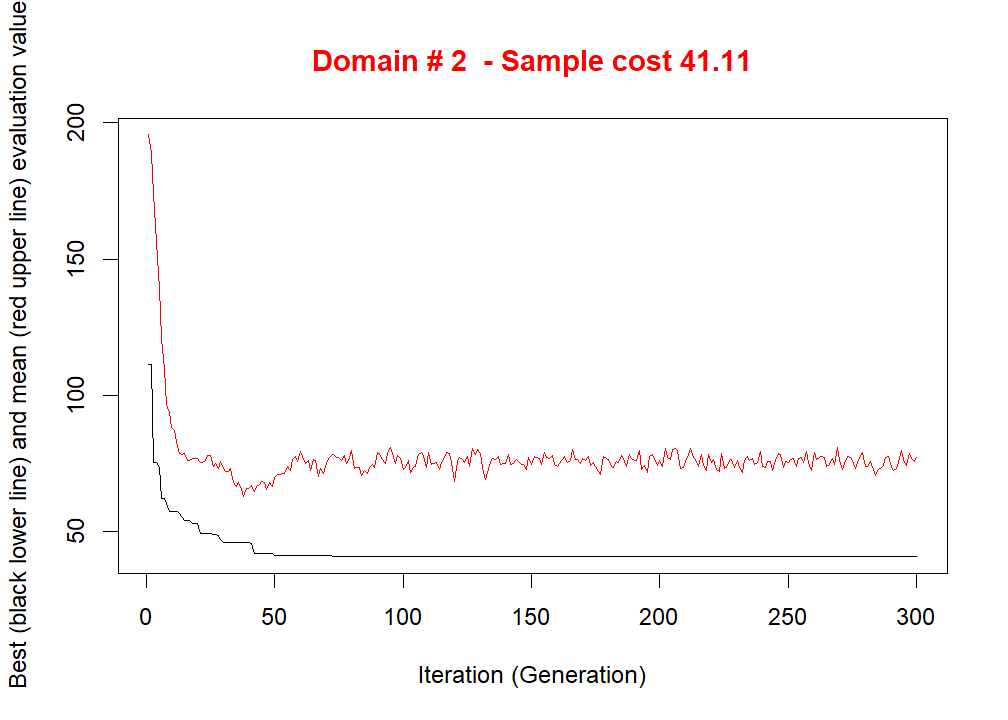 Domain # 2  - Sample cost 41.11
Best (black lower line) and mean (red upper line) evaluation value
200
150
100
50
0 50 100 150 200 250 300
Iteration (Generation)